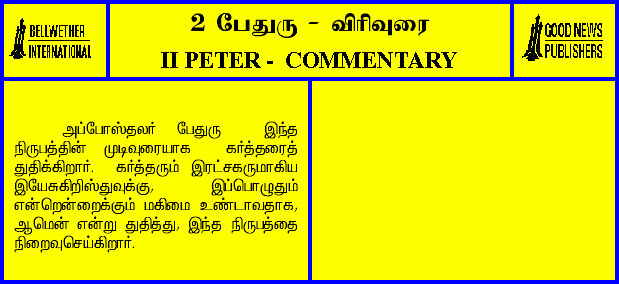 BELLWETHER
INTERNATIONAL
2 பேதுரு - விரிவுரை
II PETER - COMMENTARY
GOOD NEWS
PUBLISHERS
அப்போஸ்தலர் பேதுரு இந்த
நிருபத்தின் முடிவுரையாக கர்த்தரைத்
துதிக்கிறார். கர்த்தரும் இரட்சகருமாகிய
இயேசுகிறிஸ்துவுக்கு, இப்பொழுதும்
என்றென்றைக்கும் மகிமை உண்டாவதாக,
ஆமென் என்று துதித்து, இந்த நிருபத்தை
நிறைவுசெய்கிறார்.